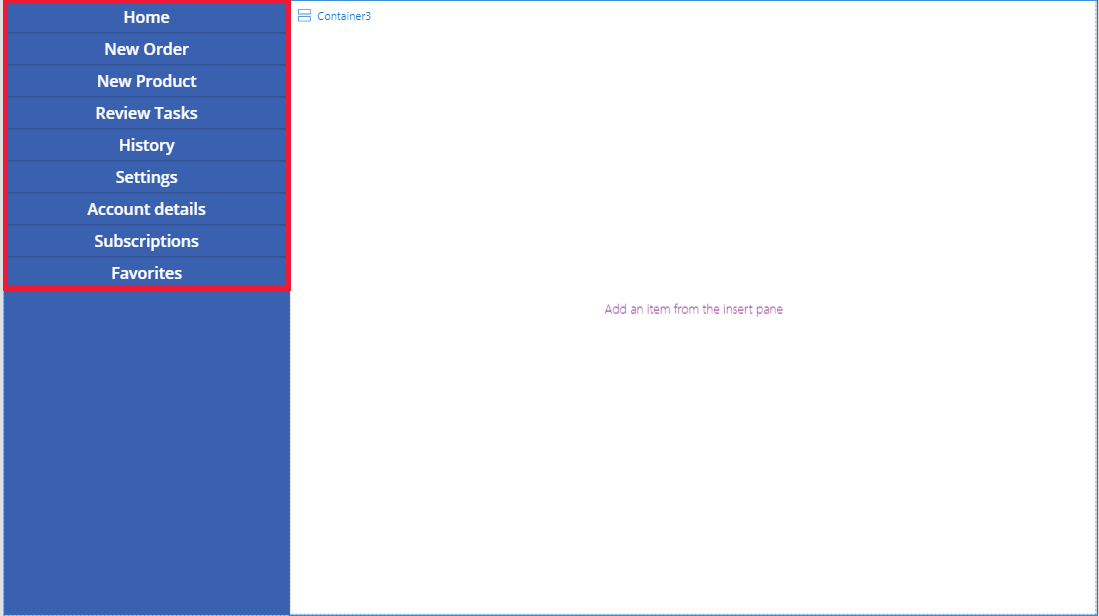 Home
New Order
New Product
Review Tasks
History
Settings
Account details
Subscriptions
Favorites
Container3
Add an item from the insert pane